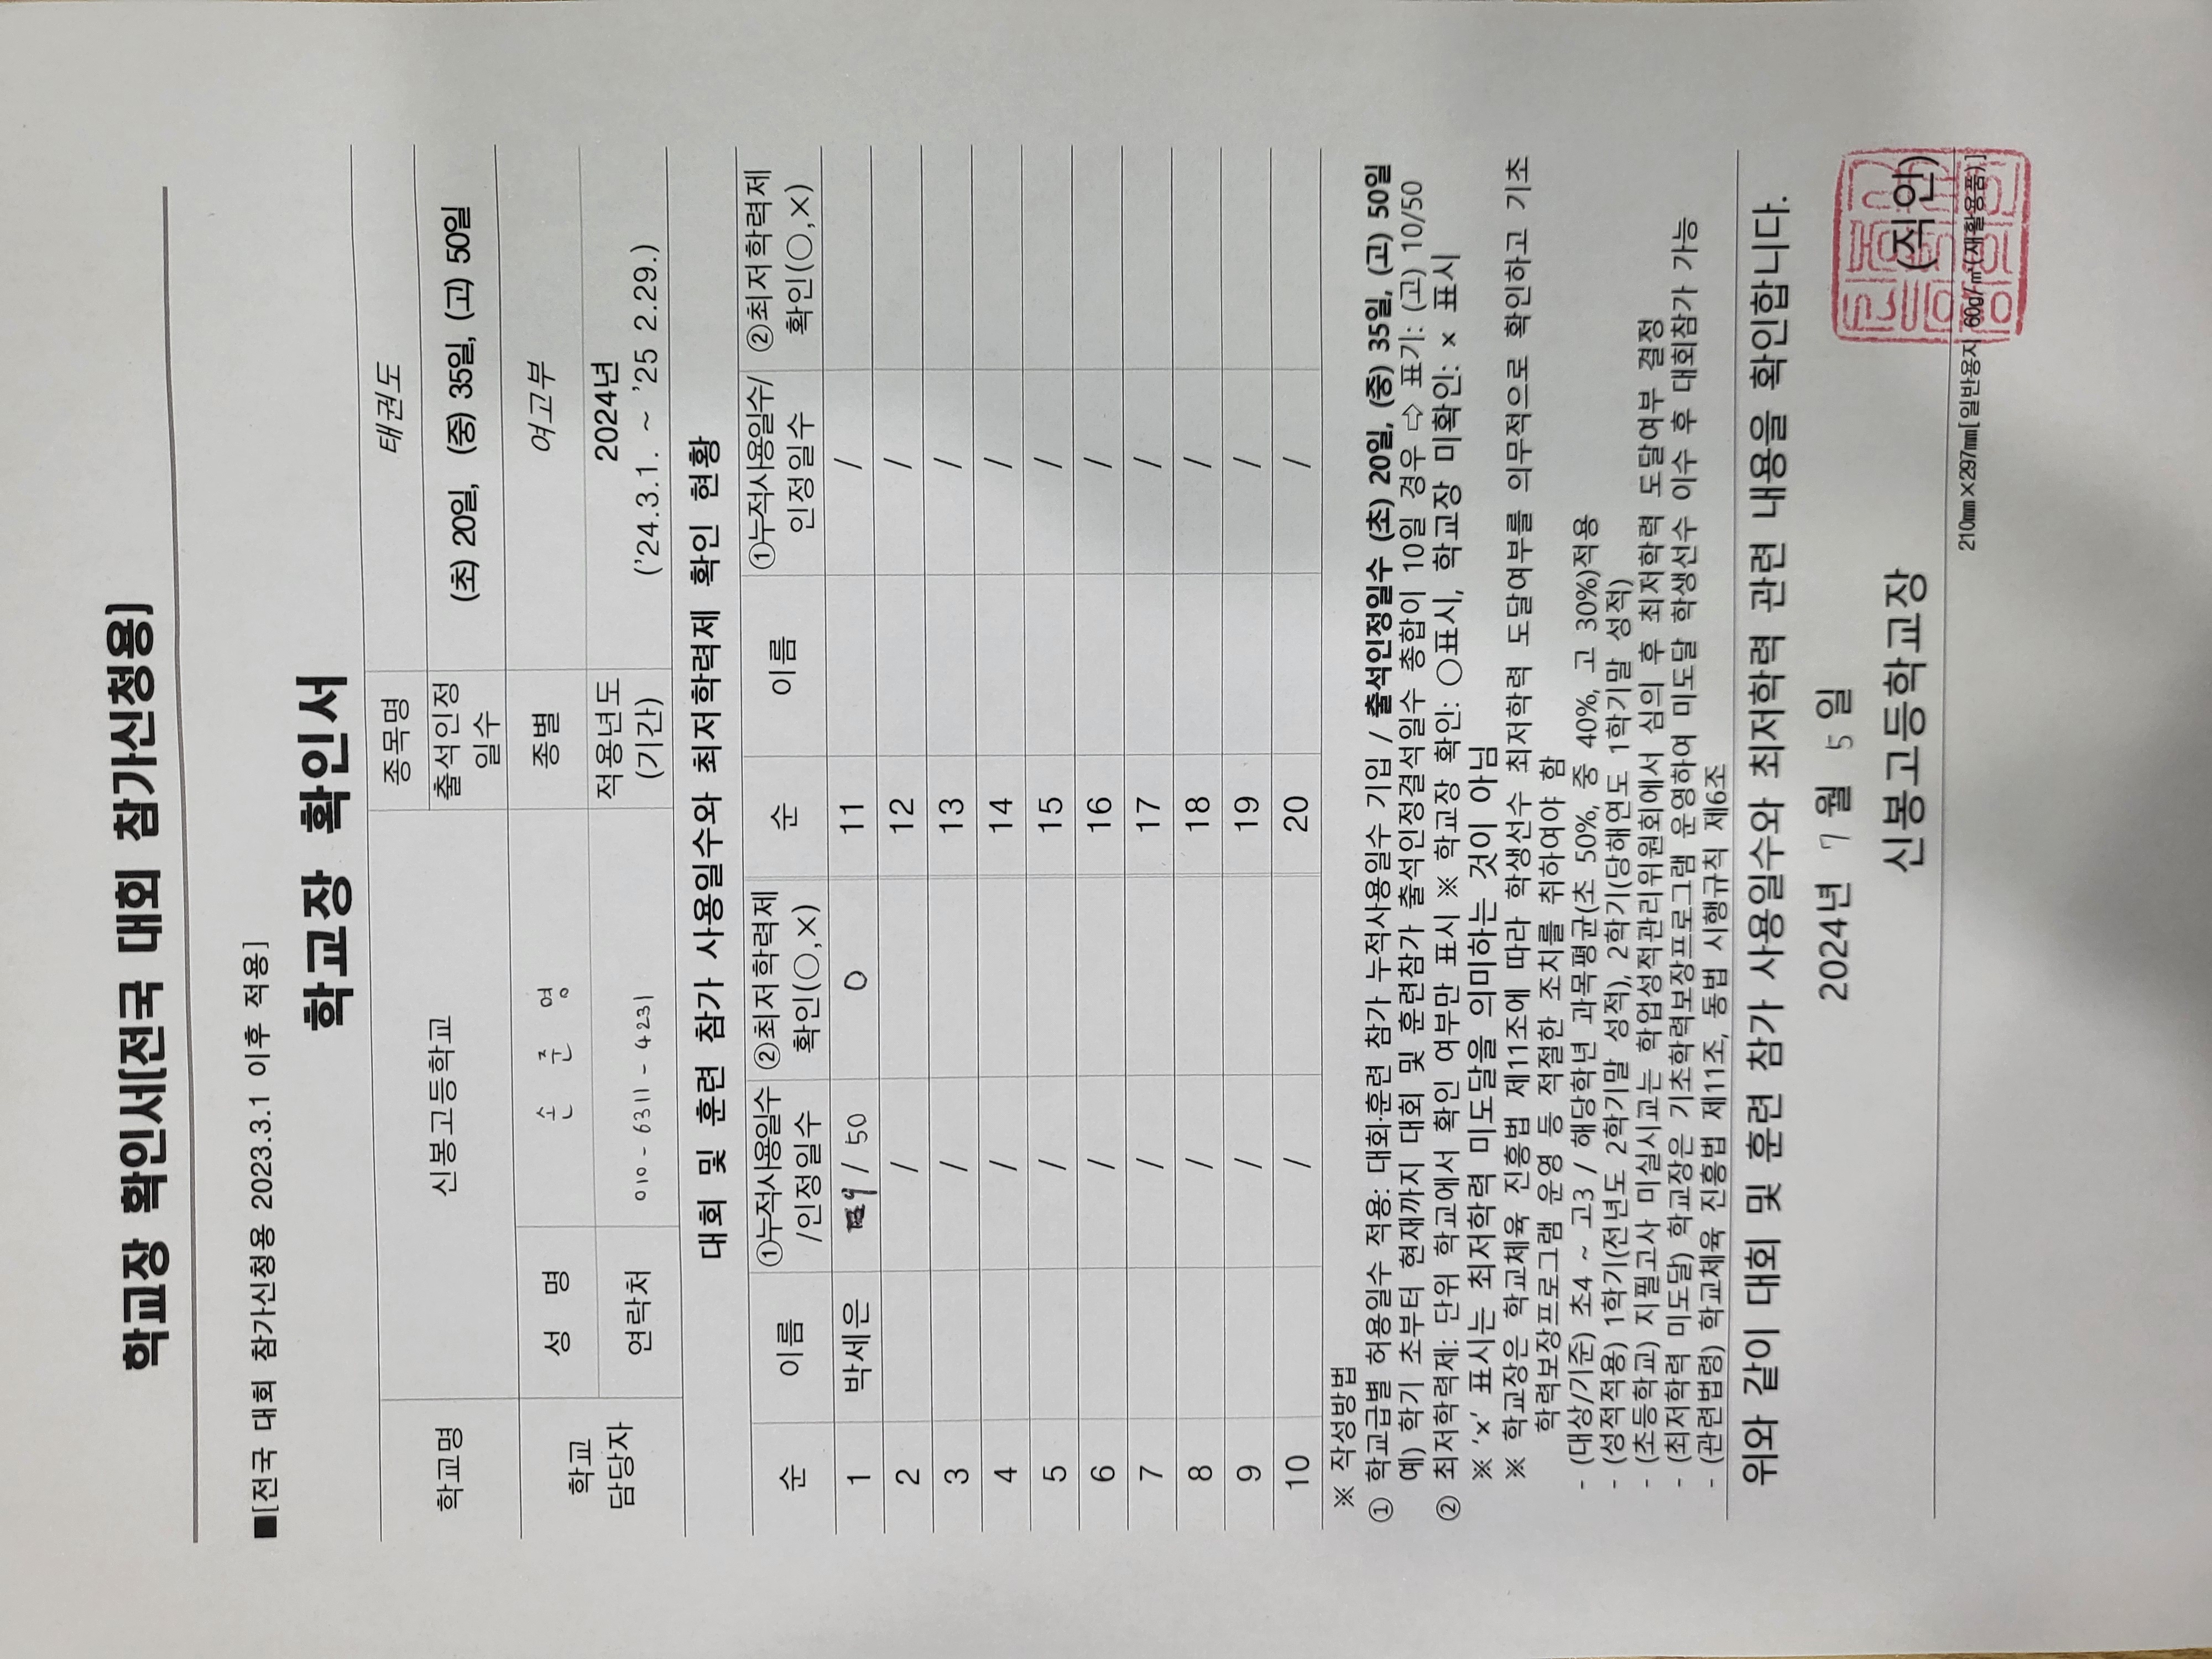 학교장 확인서[전국 대회 참가신청용]
■[전국 대회 참가신청용 2023.3.1 이후 적용]
학교장 확인서
학교명 신봉고등학교 종목명 태권도
출석인정 일수 (초) 20일, (중) 35일, (고) 50일
학교 담당자 성 명 손 준 영 종별 여고부
연락처 010-6311-4231 적용년도 (기간) 2024년 ('24.3.1. ~ '25 2.29.)
대회 및 훈련 참가 사용일수와 최저학력제 확인 현황
순 이름 ①누적사용일수/인정일수 ②최저학력제 확인(○,×) 순 이름 ①누적사용일수/인정일수 ②최저학력제 확인(○,×)
1 박세은 9 / 50 O 11 /
2 / 12 /
3 / 13 /
4 / 14 /
5 / 15 /
6 / 16 /
7 / 17 /
8 / 18 /
9 / 19 /
10 / 20 /
※ 작성방법
① 학교급별 허용일수 적용: 대회·훈련 참가 누적사용일수 기입 / 출석인정일수 (초) 20일, (중) 35일, (고) 50일
예) 학기 초부터 현재까지 대회 및 훈련참가 출석인정결석일수 총합이 10일 경우 ⇨ 표기: (고) 10/50
② 최저학력제: 단위 학교에서 확인 여부만 표시 ※ 학교장 확인: ○표시, 학교장 미확인: × 표시
※ '×' 표시는 최저학력 미도달을 의미하는 것이 아님
※ 학교장은 학교체육 진흥법 제11조에 따라 학생선수 최저학력 도달여부를 의무적으로 확인하고 기초
학력보장프로그램 운영 등 적절한 조치를 취하여야 함
- (대상/기준) 초4 ~ 고3 / 해당학년 과목평균(초 50%, 중 40%, 고 30%)적용
- (성적적용) 1학기(전년도 2학기말 성적), 2학기(당해연도 1학기말 성적)
- (초등학교) 지필고사 미실시교는 학업성적관리위원회에서 심의 후 최저학력 도달여부 결정
- (최저학력 미도달) 학교장은 기초학력보장프로그램 운영하여 미도달 학생선수 이수 후 대회참가 가능
- (관련법령) 학교체육 진흥법 제11조, 동법 시행규칙 제6조
위와 같이 대회 및 훈련 참가 사용일수와 최저학력 관련 내용을 확인합니다.
2024년 7 월 5 일
신봉고등학교장 (직인)
210㎜×297㎜[일반용지 60g/㎡(재활용품)]